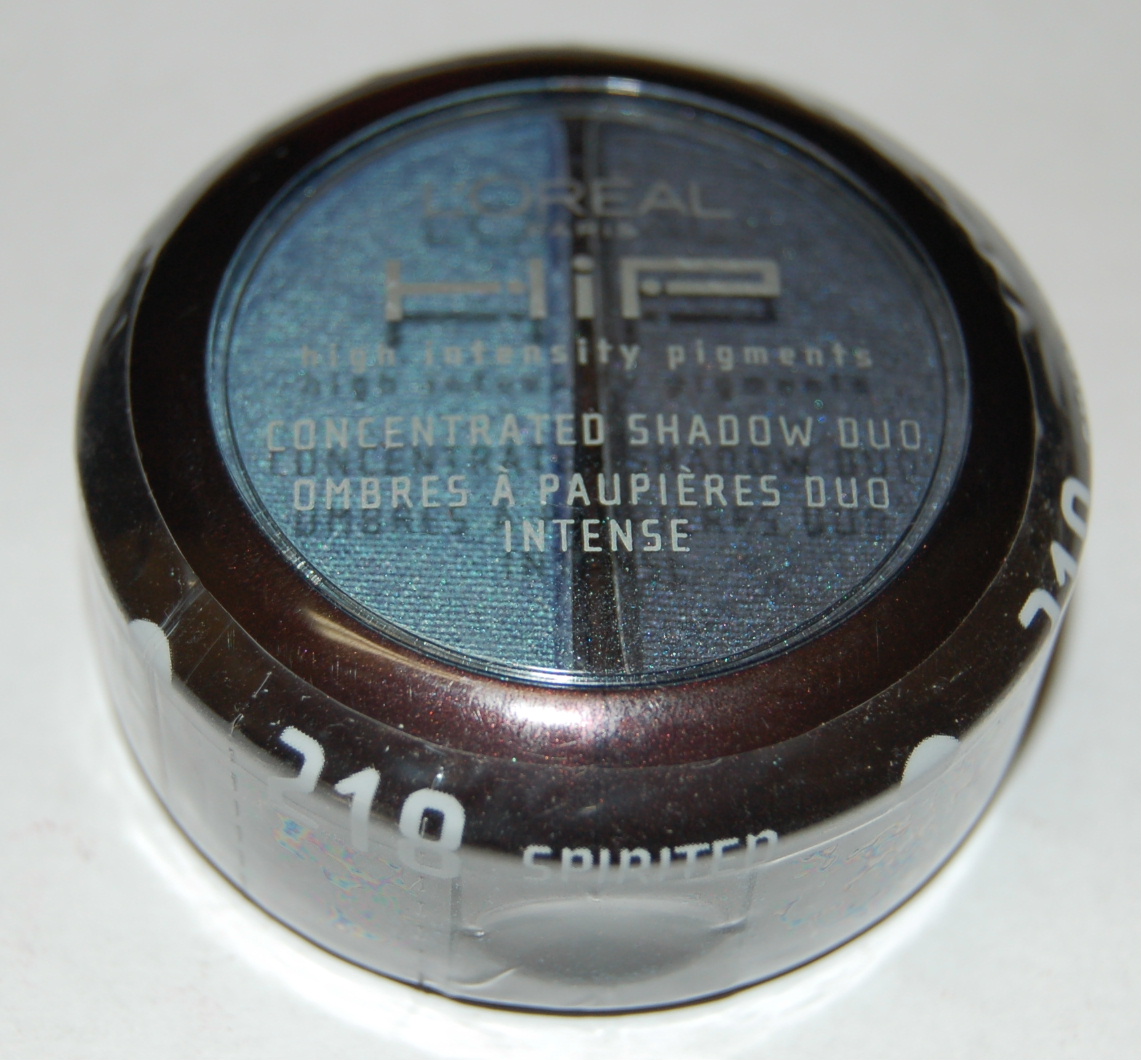 L'ORÉAL
PARIS
HiP
high intensity pigments
CONCENTRATED SHADOW DUO
OMBRES À PAUPIÈRES DUO
INTENSE
218 SPIRITED